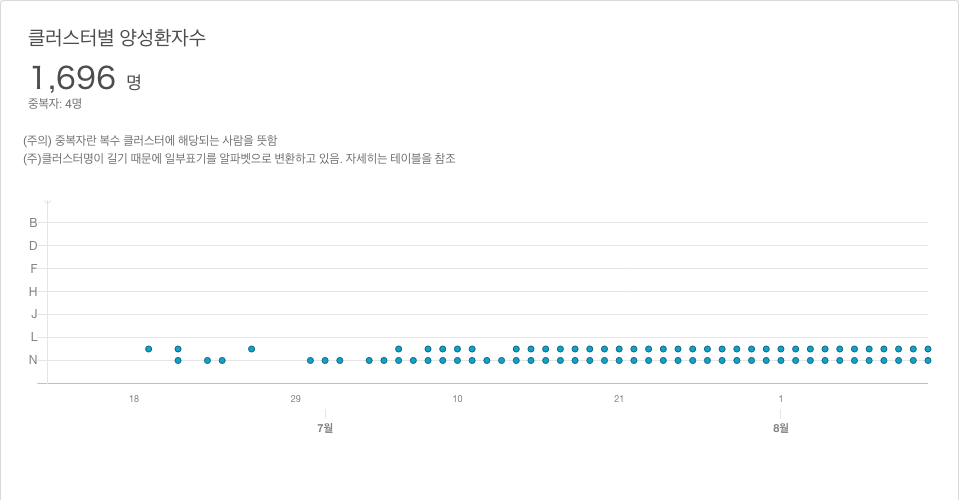 클러스터별 양성환자수
1,696 명
중복자: 4명
(주의) 중복자란 복수 클러스터에 해당되는 사람을 뜻함
(주)클러스터명이 길기 때문에 일부표기를 알파벳으로 변환하고 있음. 자세히는 테이블을 참조
B
D
F
H
J
L
N
18 29 10 21 1
7월 8월